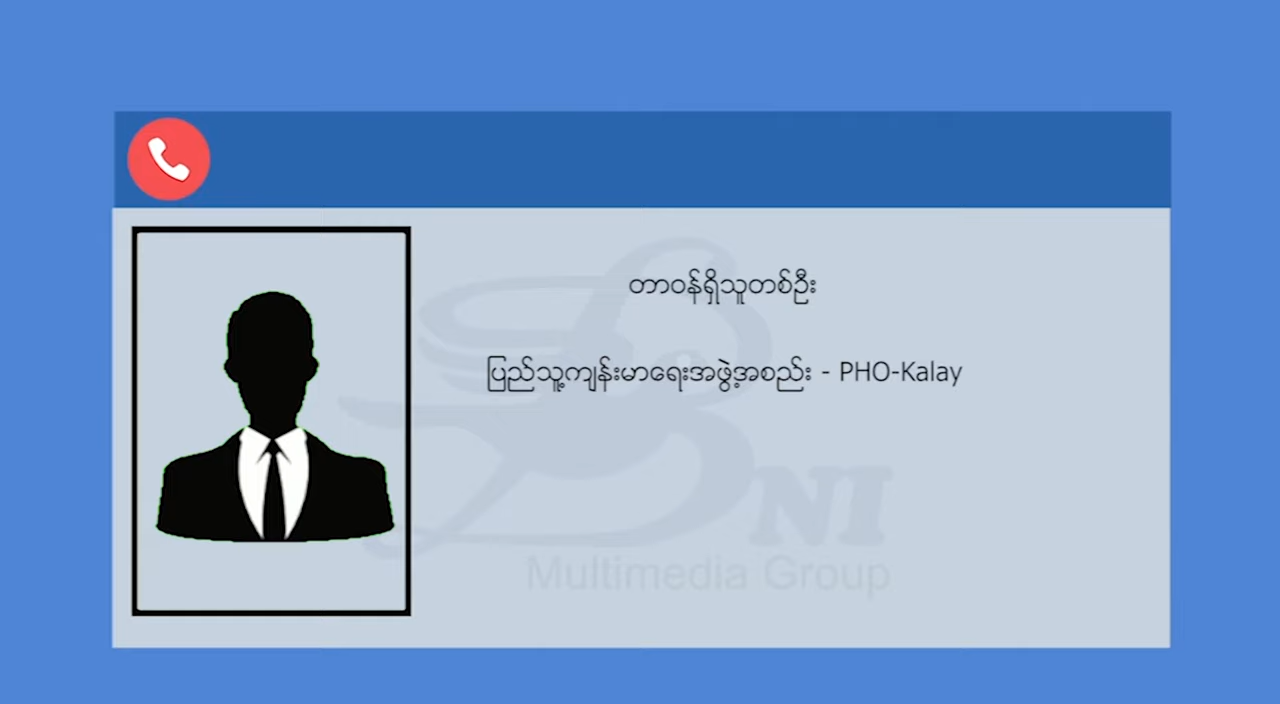 တာဝန်ရှိသူတစ်ဦး
ပြည်သူ့ကျန်းမာရေးအဖွဲ့အစည်း - PHO-Kalay
BNI
Multimedia Group